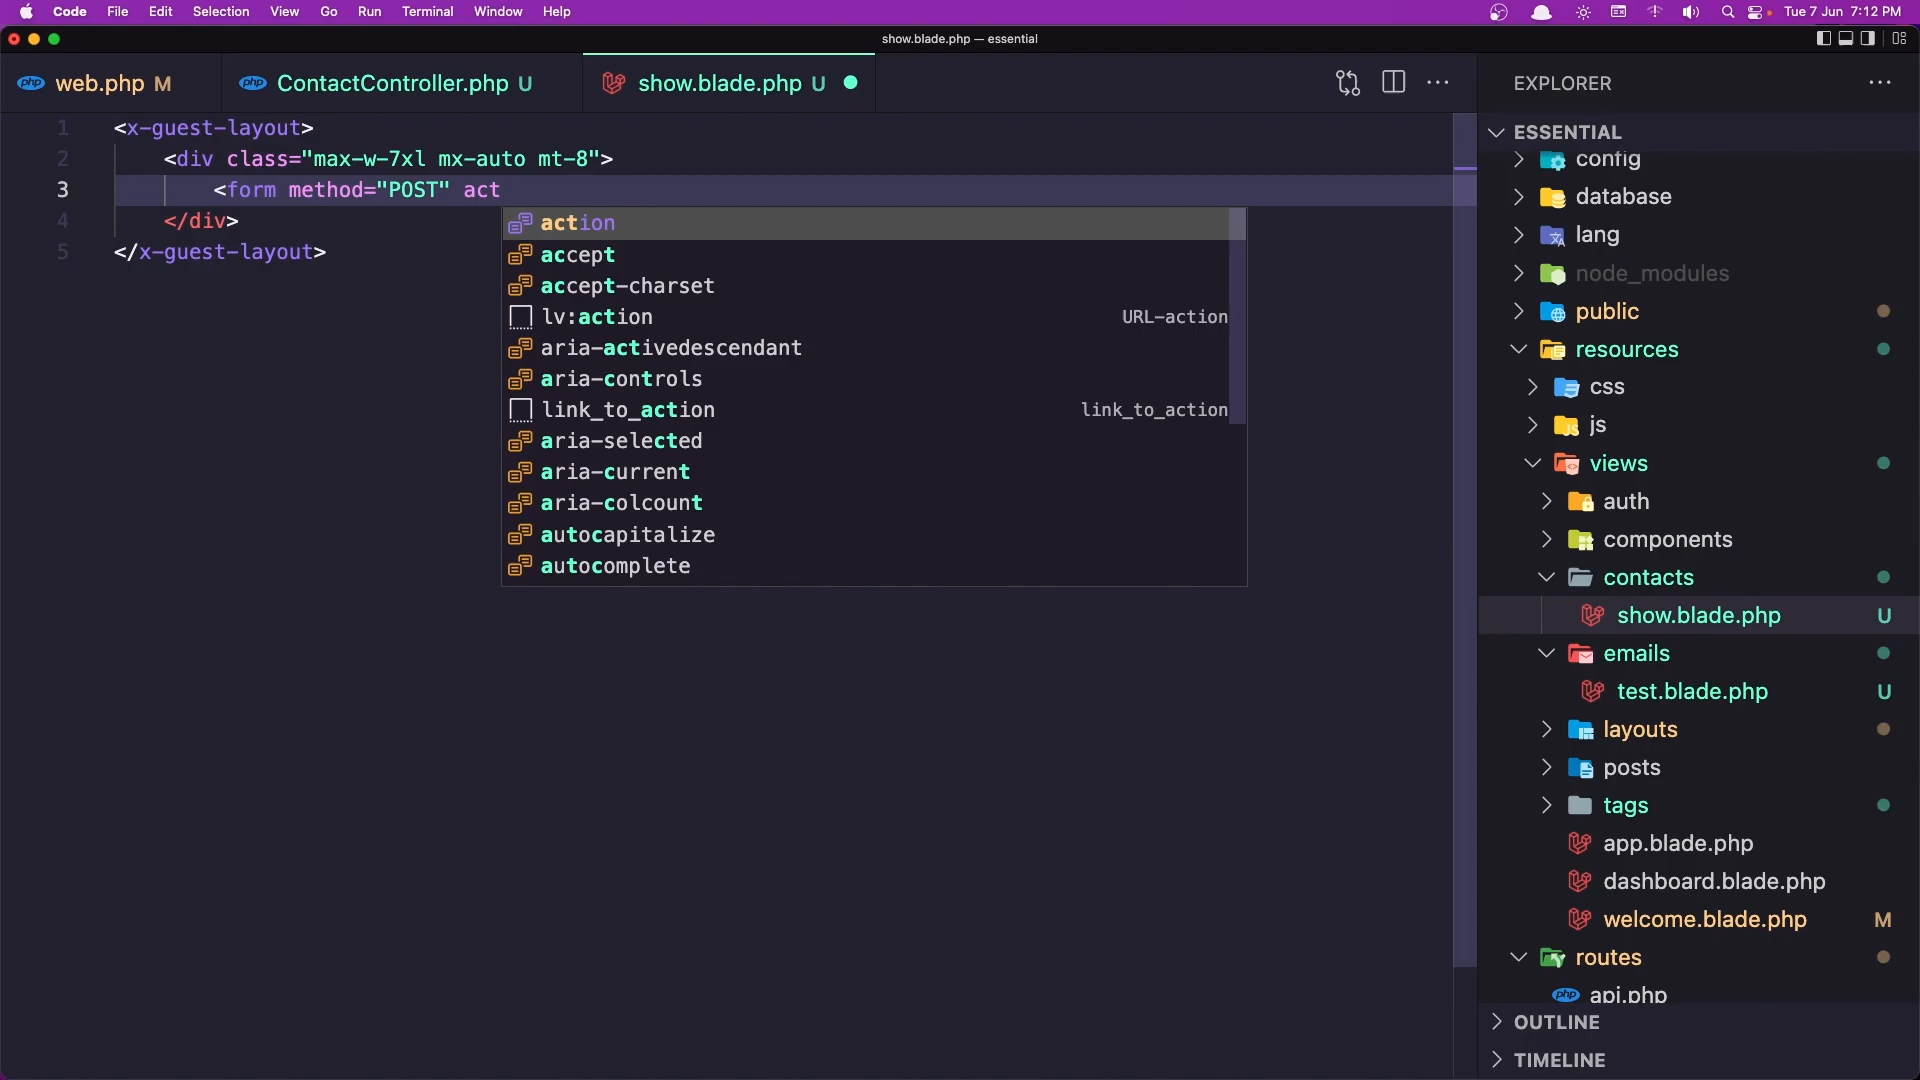 Code File Edit Selection View Go Run Terminal Window Help Tue 7 Jun 7:12 PM
show.blade.php — essential
php web.php M php ContactController.php U show.blade.php U
1 <x-guest-layout>
2 <div class="max-w-7xl mx-auto mt-8">
3 <form method="POST" act
4 </div>
5 </x-guest-layout>
action
accept
accept-charset
lv:action URL-action
aria-activedescendant
aria-controls
link_to_action link_to_action
aria-selected
aria-current
aria-colcount
autocapitalize
autocomplete
EXPLORER
ESSENTIAL
config
database
lang
node_modules
public
resources
css
js
views
auth
components
contacts
show.blade.php U
emails
test.blade.php U
layouts
posts
tags
app.blade.php
dashboard.blade.php
welcome.blade.php M
routes
php api.php
OUTLINE
TIMELINE